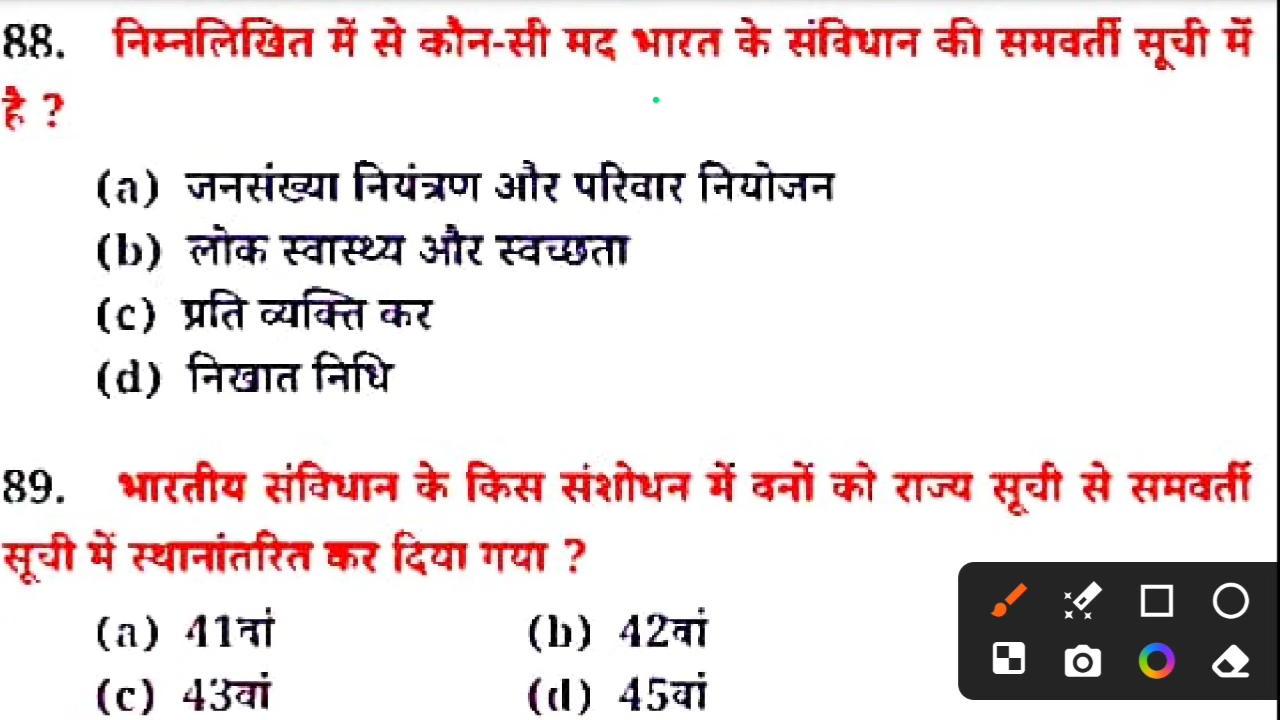 88. निम्नलिखित में से कौन-सी मद भारत के संविधान की समवर्ती सूची में
है ?
(a) जनसंख्या नियंत्रण और परिवार नियोजन
(b) लोक स्वास्थ्य और स्वच्छता
(c) प्रति व्यक्ति कर
(d) निखात निधि
89. भारतीय संविधान के किस संशोधन में वनों को राज्य सूची से समवर्ती
सूची में स्थानांतरित कर दिया गया ?
(a) 41वां (b) 42वां
(c) 43वां (d) 45वां